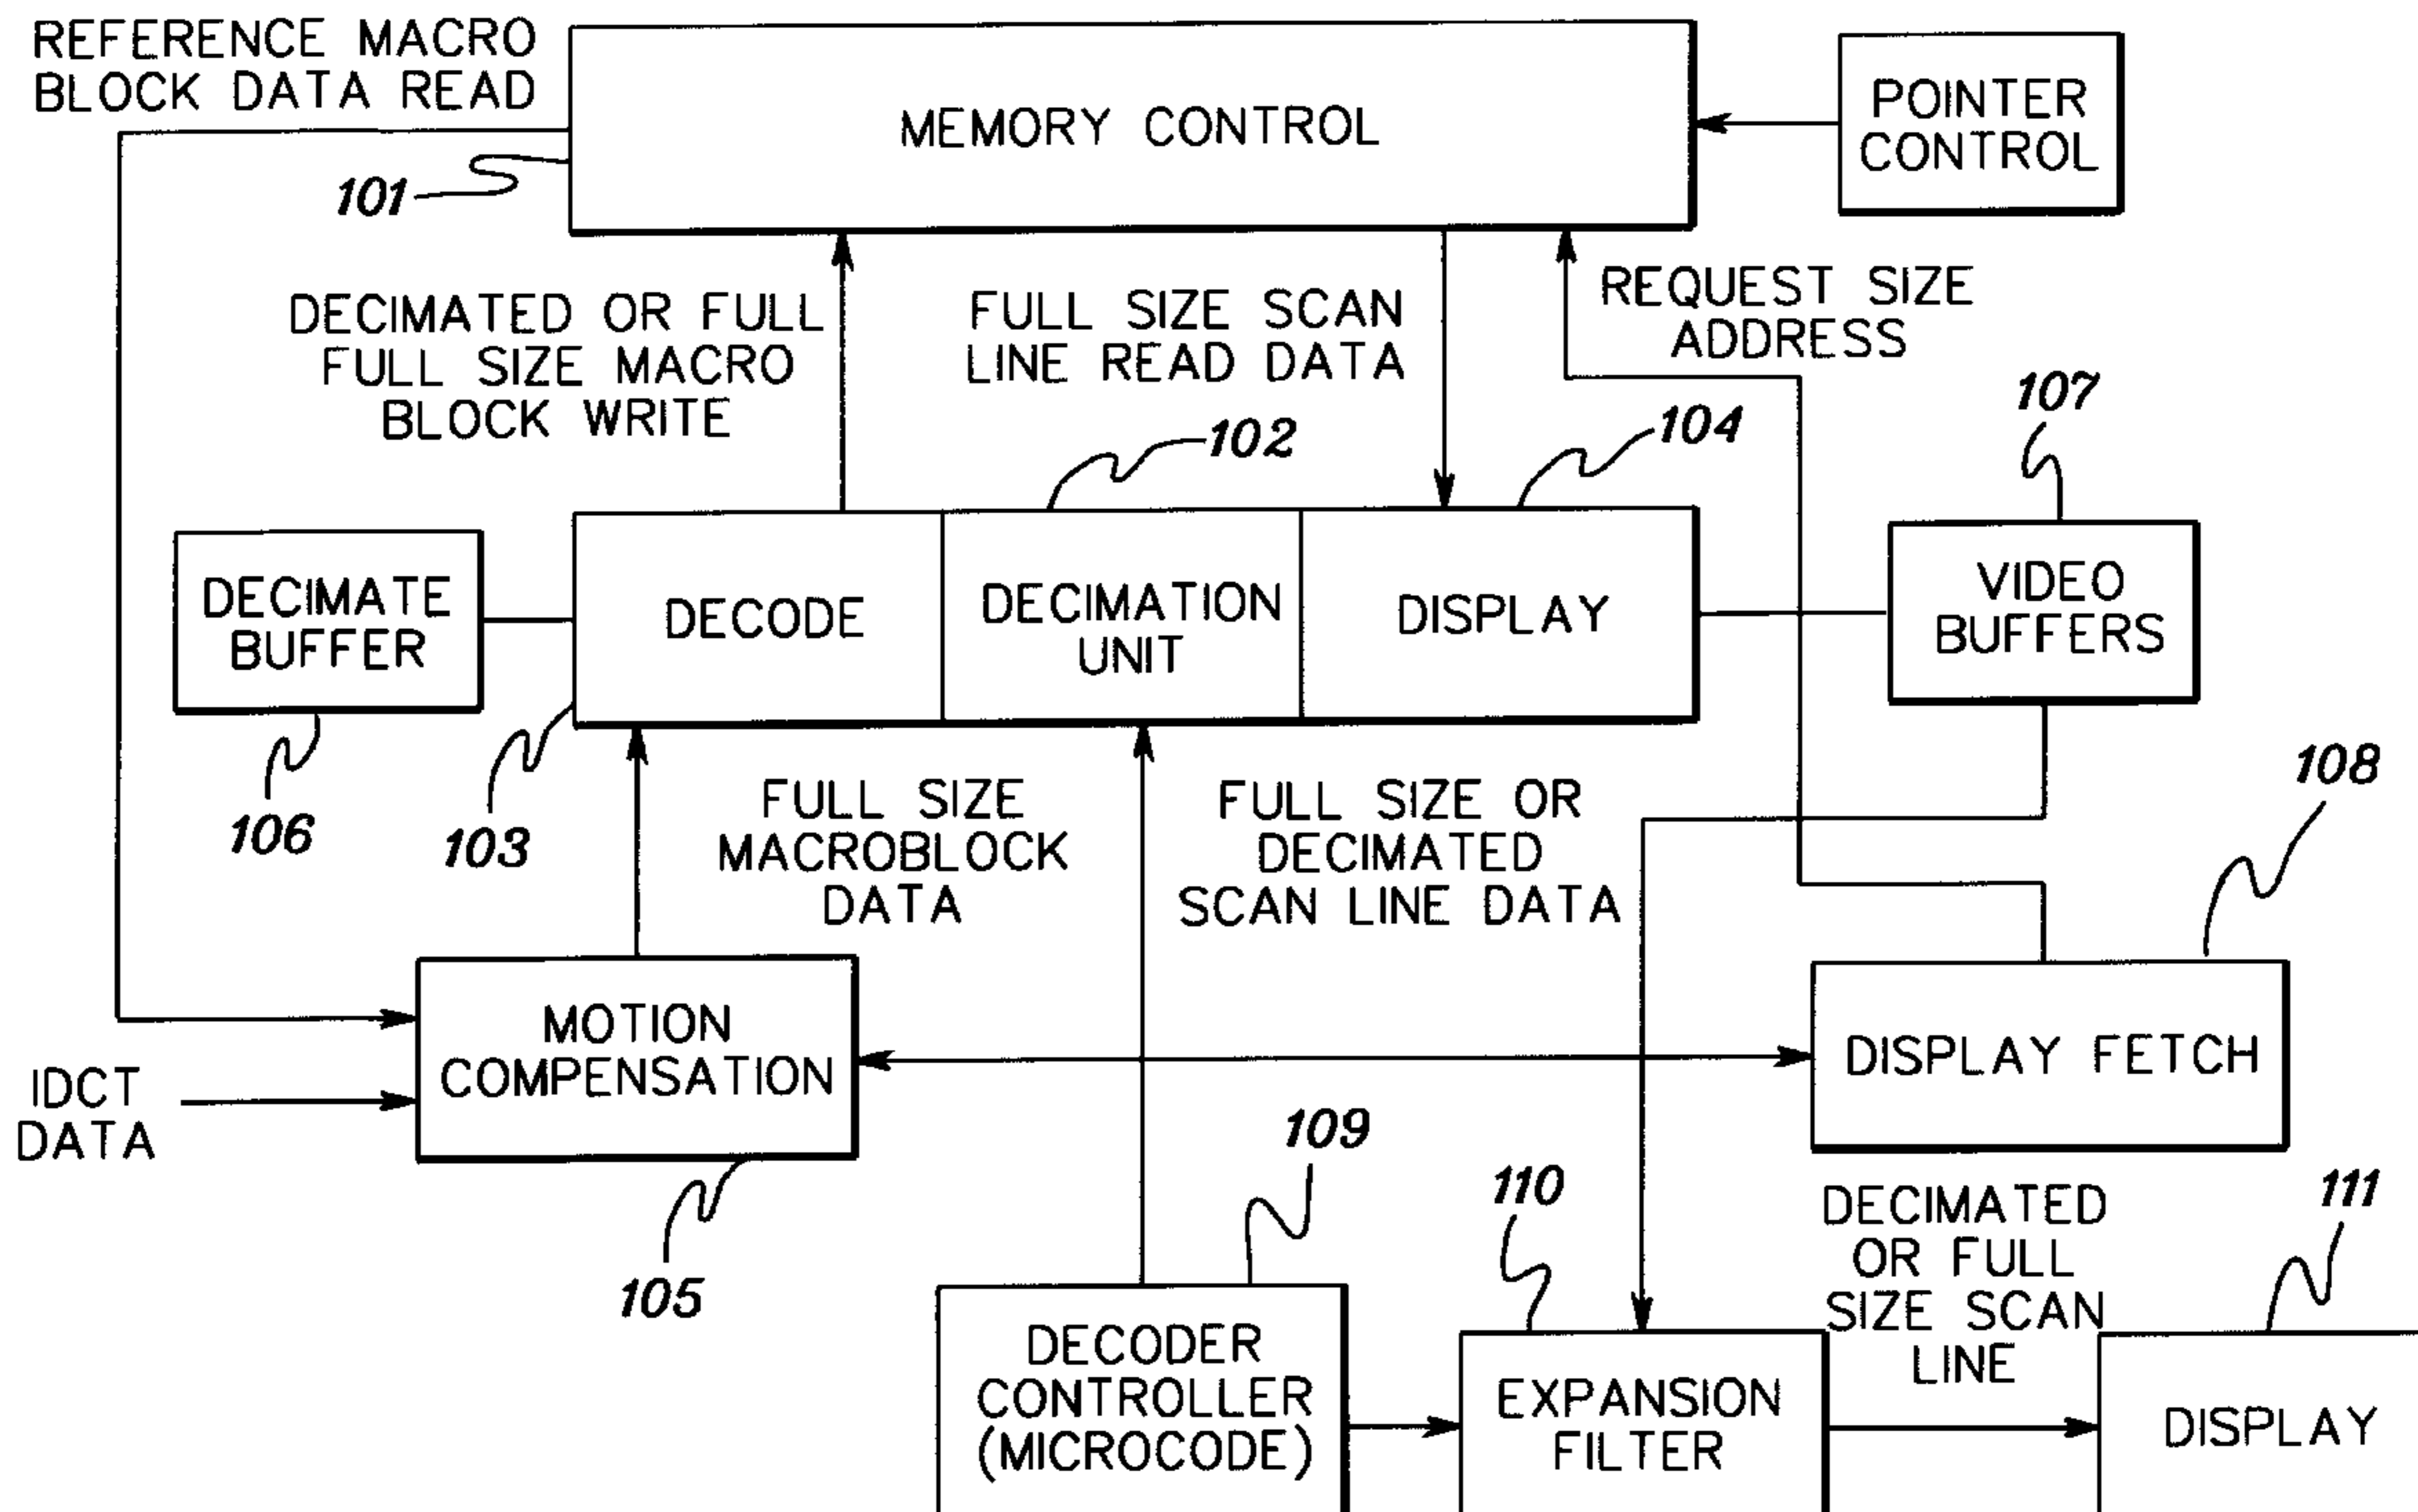 REFERENCE MACRO
BLOCK DATA READ
MEMORY CONTROL
POINTER
CONTROL
101
DECIMATED OR FULL
FULL SIZE MACRO
BLOCK WRITE
FULL SIZE SCAN
LINE READ DATA
REQUEST SIZE
ADDRESS
102
104
107
DECIMATE
BUFFER
DECODE
DECIMATION
UNIT
DISPLAY
VIDEO
BUFFERS
106
103
FULL SIZE
MACROBLOCK
DATA
FULL SIZE OR
DECIMATED
SCAN LINE DATA
108
MOTION
COMPENSATION
DISPLAY FETCH
IDCT
DATA
105
109
110
DECIMATED
OR FULL
SIZE SCAN
LINE
111
DECODER
CONTROLLER
(MICROCODE)
EXPANSION
FILTER
DISPLAY